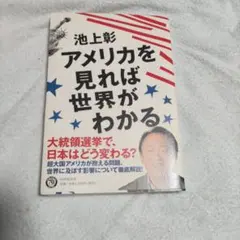 池上彰
アメリカを
見れば
世界が
わかる
大統領選挙で、
日本はどう変わる?
超大国アメリカが抱える問題、
世界に及ぼす影響について徹底解説!